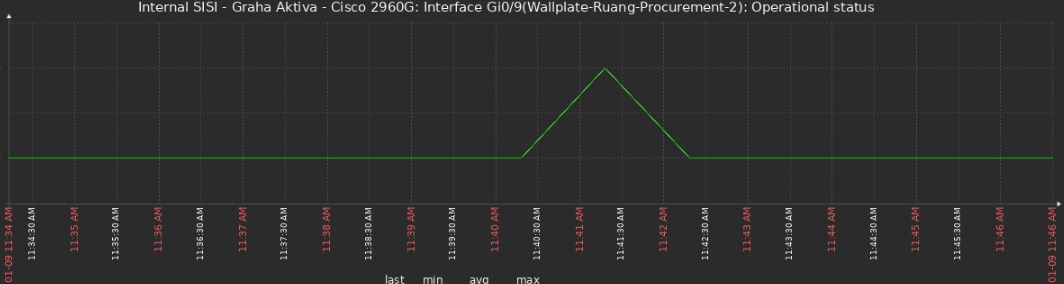 Internal SISI - Graha Aktiva - Cisco 2960G: Interface Gi0/9(Wallplate-Ruang-Procurement-2): Operational status
01-09 11:34 AM
11:34:30 AM
11:35 AM
11:35:30 AM
11:36 AM
11:36:30 AM
11:37 AM
11:37:30 AM
11:38 AM
11:38:30 AM
11:39 AM
11:39:30 AM
11:40 AM
11:40:30 AM
11:41 AM
11:41:30 AM
11:42 AM
11:42:30 AM
11:43 AM
11:43:30 AM
11:44 AM
11:44:30 AM
11:45 AM
11:45:30 AM
11:46 AM
01-09 11:46 AM
last min avg max